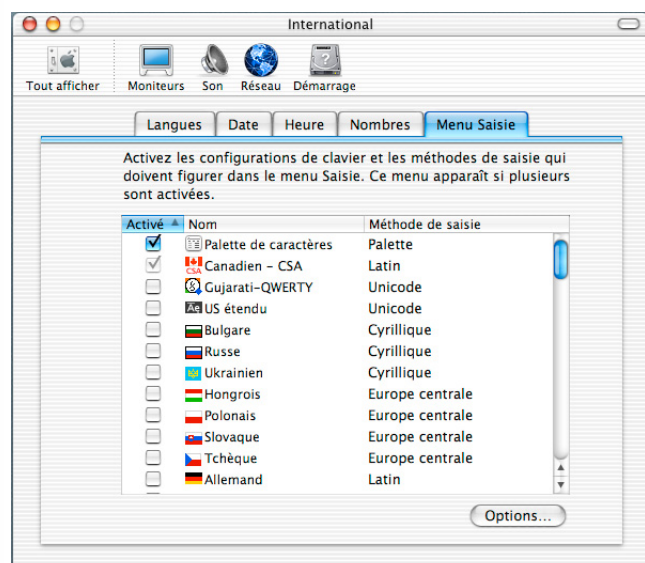 International
Tout afficher Moniteurs Son Réseau Démarrage
Langues Date Heure Nombres Menu Saisie
Activez les configurations de clavier et les méthodes de saisie qui
doivent figurer dans le menu Saisie. Ce menu apparaît si plusieurs
sont activées.
Activé Nom Méthode de saisie
Palette de caractères Palette
CSA Canadien – CSA Latin
Gujarati-QWERTY Unicode
Aē US étendu Unicode
Bulgare Cyrillique
Russe Cyrillique
Ukrainien Cyrillique
Hongrois Europe centrale
Polonais Europe centrale
Slovaque Europe centrale
Tchèque Europe centrale
Allemand Latin
Options...